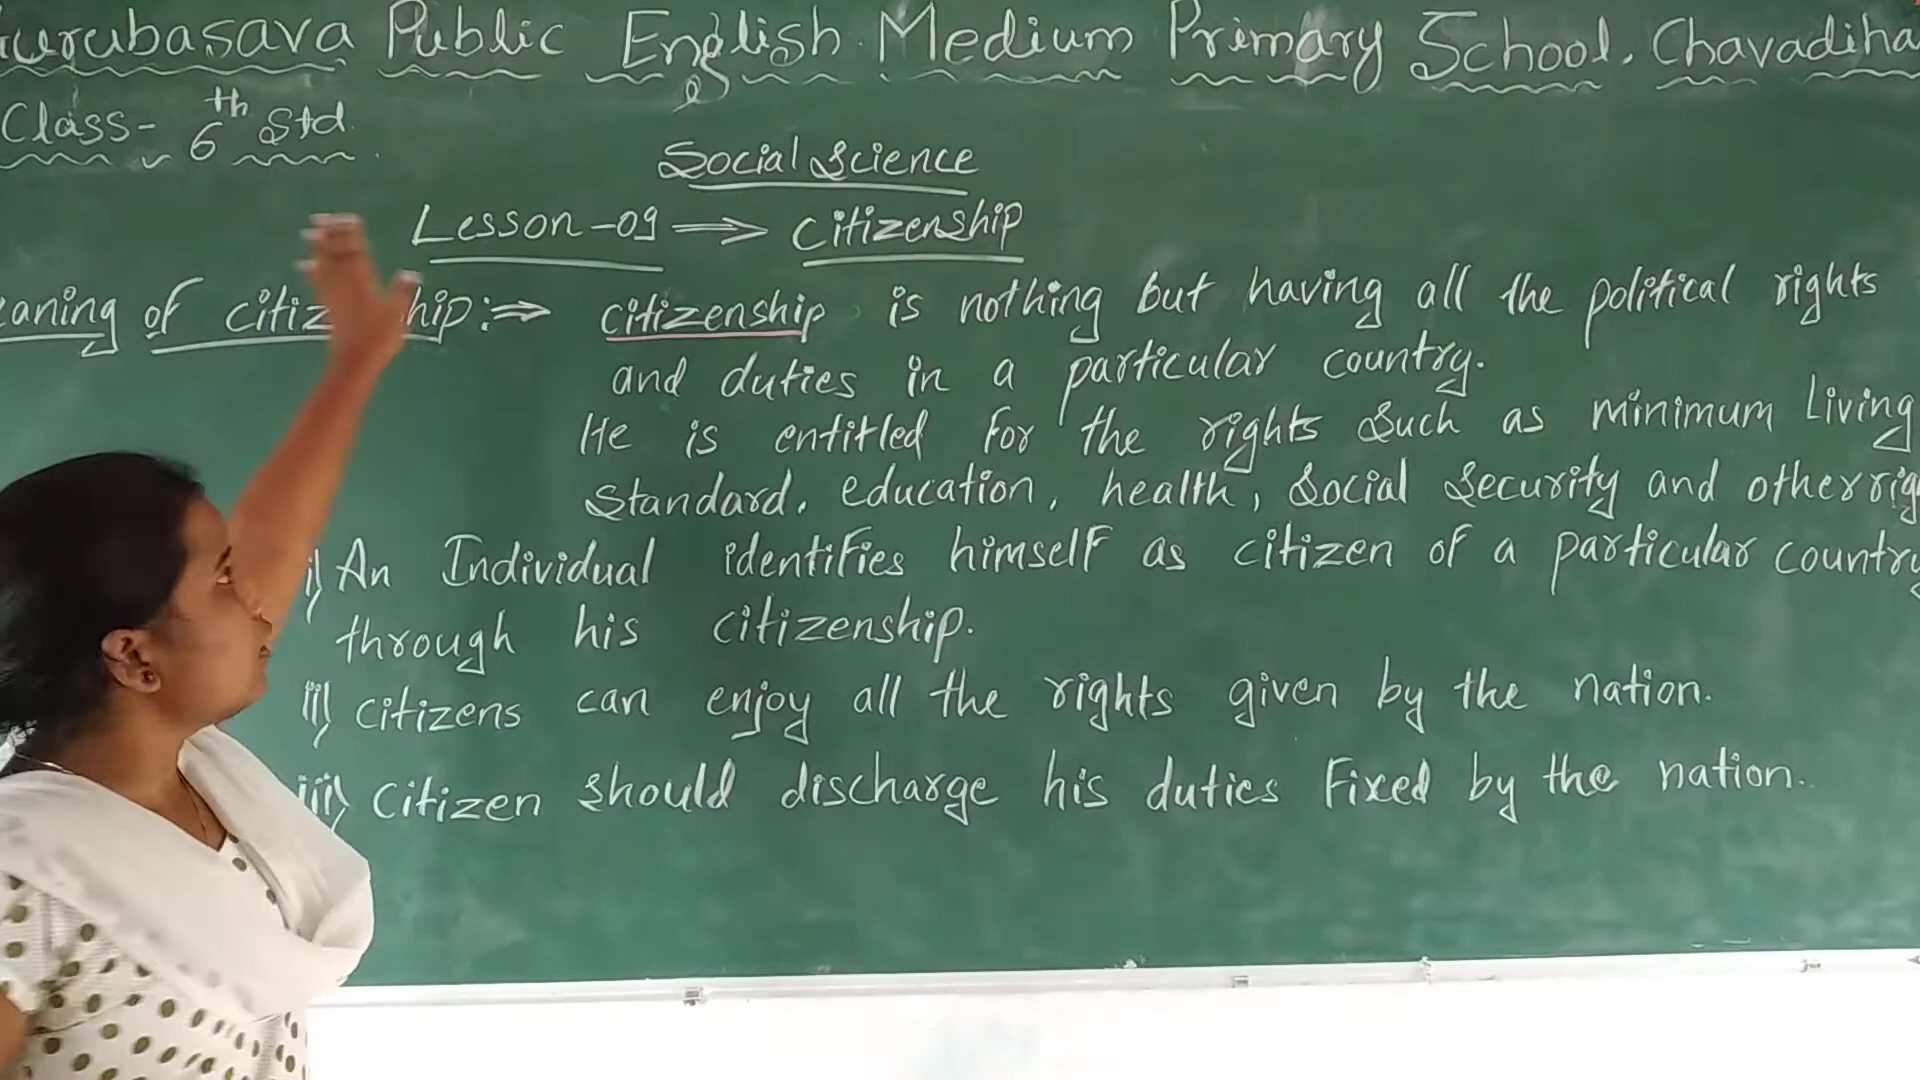 Public English Medium Primary School, Chavadiha
Class- 6th Std.
Social Science
Lesson-09 ⇒ Citizenship
of citiz hip:⇒ citizenship is nothing but having all the political rights
and duties in a particular country.
He is entitled for the rights such as minimum Living
standard, education, health, Social Security and other rig
i) An Individual identifies himself as citizen of a particular country
through his citizenship.
ii) citizens can enjoy all the rights given by the nation.
iii) citizen should discharge his duties Fixed by the nation.